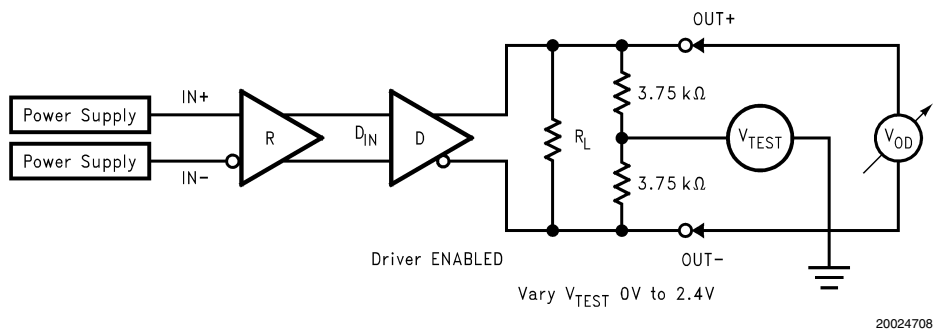 OUT+
IN+
Power Supply
3.75 kΩ
R
D_IN
D
R_L
V_TEST
V_OD
Power Supply
IN-
3.75 kΩ
Driver ENABLED
OUT-
Vary V_TEST 0V to 2.4V
20024708